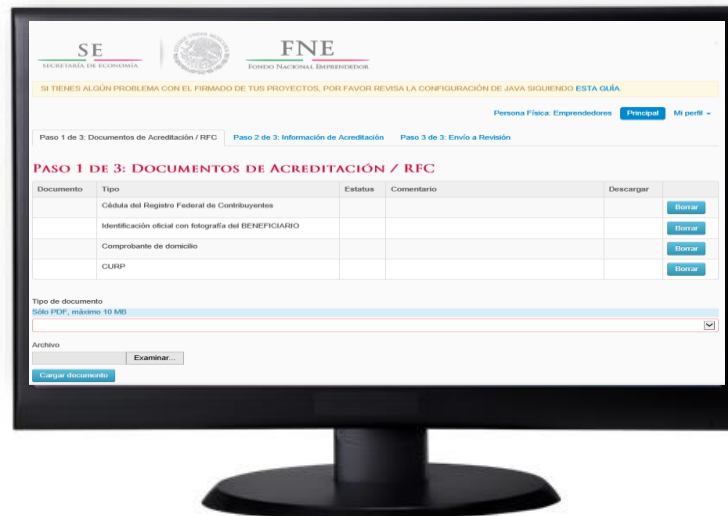 SE
SECRETARÍA DE ECONOMÍA
FNE
FONDO NACIONAL EMPRENDEDOR
SI TIENES ALGÚN PROBLEMA CON EL FIRMADO DE TUS PROYECTOS, POR FAVOR REVISA LA CONFIGURACIÓN DE JAVA SIGUIENDO ESTA GUÍA.
Persona Física: Emprendedores Principal Mi perfil
Paso 1 de 3: Documentos de Acreditación / RFC Paso 2 de 3: Información de Acreditación Paso 3 de 3: Envío a Revisión
PASO 1 DE 3: DOCUMENTOS DE ACREDITACIÓN / RFC
Documento Tipo Estatus Comentario Descargar
Cédula del Registro Federal de Contribuyentes Borrar
Identificación oficial con fotografía del BENEFICIARIO Borrar
Comprobante de domicilio Borrar
CURP Borrar
Tipo de documento
Sólo PDF, máximo 10 MB
Archivo
Examinar...
Cargar documento